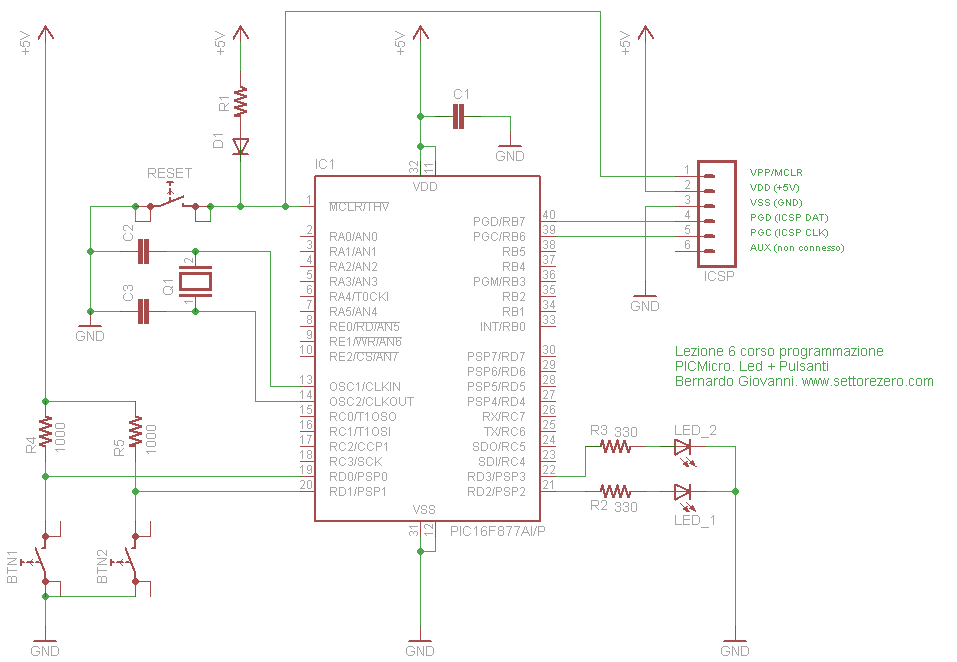 +5V
+5V
+5V
+5V
R1
D1
C1
GND
IC1
RESET
VDD
32
11
1
MCLR/THV
2
RA0/AN0
3
RA1/AN1
4
RA2/AN2
5
RA3/AN3
6
RA4/T0CKI
7
RA5/AN4
8
RE0/RD/AN5
9
RE1/WR/AN6
10
RE2/CS/AN7
13
OSC1/CLKIN
14
OSC2/CLKOUT
15
RC0/T1OSO
16
RC1/T1OSI
17
RC2/CCP1
18
RC3/SCK
19
RD0/PSP0
20
RD1/PSP1
PGD/RB7 40
PGC/RB6 39
RB5 38
RB4 37
PGM/RB3 36
RB2 35
RB1 34
INT/RB0 33
PSP7/RD7 30
PSP6/RD6 29
PSP5/RD5 28
PSP4/RD4 27
RX/RC7 26
TX/RC6 25
SDO/RC5 24
SDI/RC4 23
RD3/PSP3 22
RD2/PSP2 21
VSS
31
12
PIC16F877AI/P
C2
C3
Q1
2
1
GND
1 VPP/MCLR
2 VDD (+5V)
3 VSS (GND)
4 PGD (ICSP DAT)
5 PGC (ICSP CLK)
6 AUX (non connesso)
ICSP
GND
Lezione 6 corso programmazione
PICMicro. Led + Pulsanti
Bernardo Giovanni. www.settorezero.com
R4
1000
R5
1000
R3 330
LED_2
R2 330
LED_1
BTN1
BTN2
GND
GND
GND